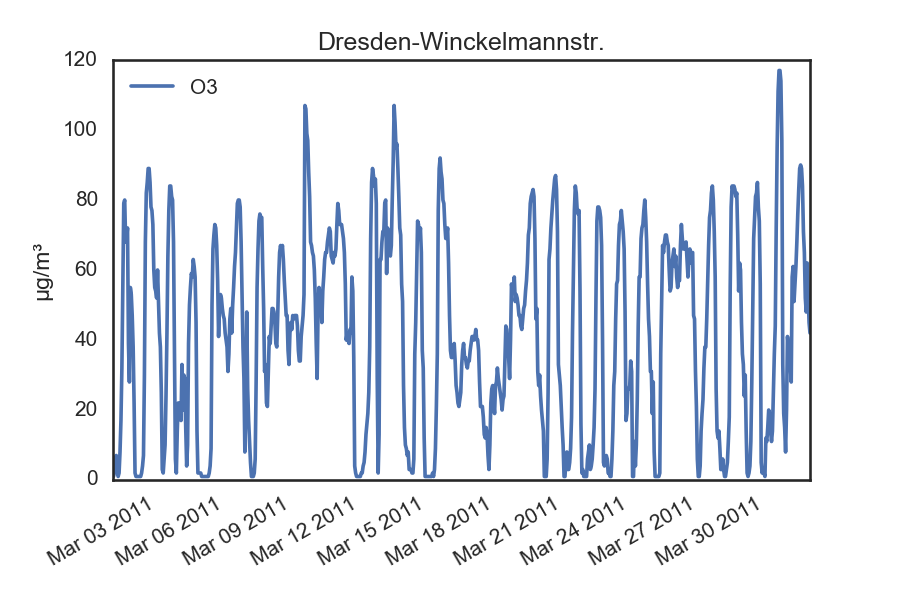 Dresden-Winckelmannstr.
120
100
80
60
40
20
0
µg/m³
O3
Mar 03 2011
Mar 06 2011
Mar 09 2011
Mar 12 2011
Mar 15 2011
Mar 18 2011
Mar 21 2011
Mar 24 2011
Mar 27 2011
Mar 30 2011